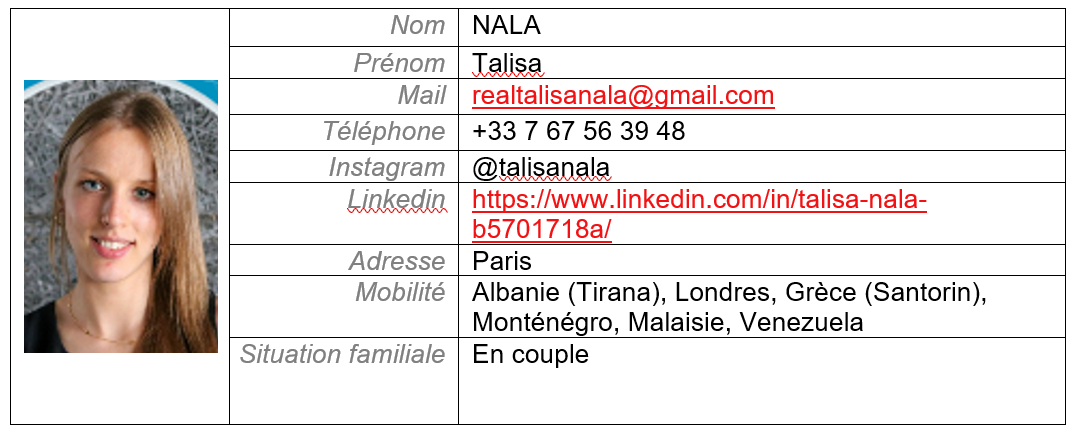 Nom NALA
Prénom Talisa
Mail realtalisanala@gmail.com
Téléphone +33 7 67 56 39 48
Instagram @talisanala
Linkedin https://www.linkedin.com/in/talisa-nala-
b5701718a/
Adresse Paris
Mobilité Albanie (Tirana), Londres, Grèce (Santorin),
Monténégro, Malaisie, Venezuela
Situation familiale En couple